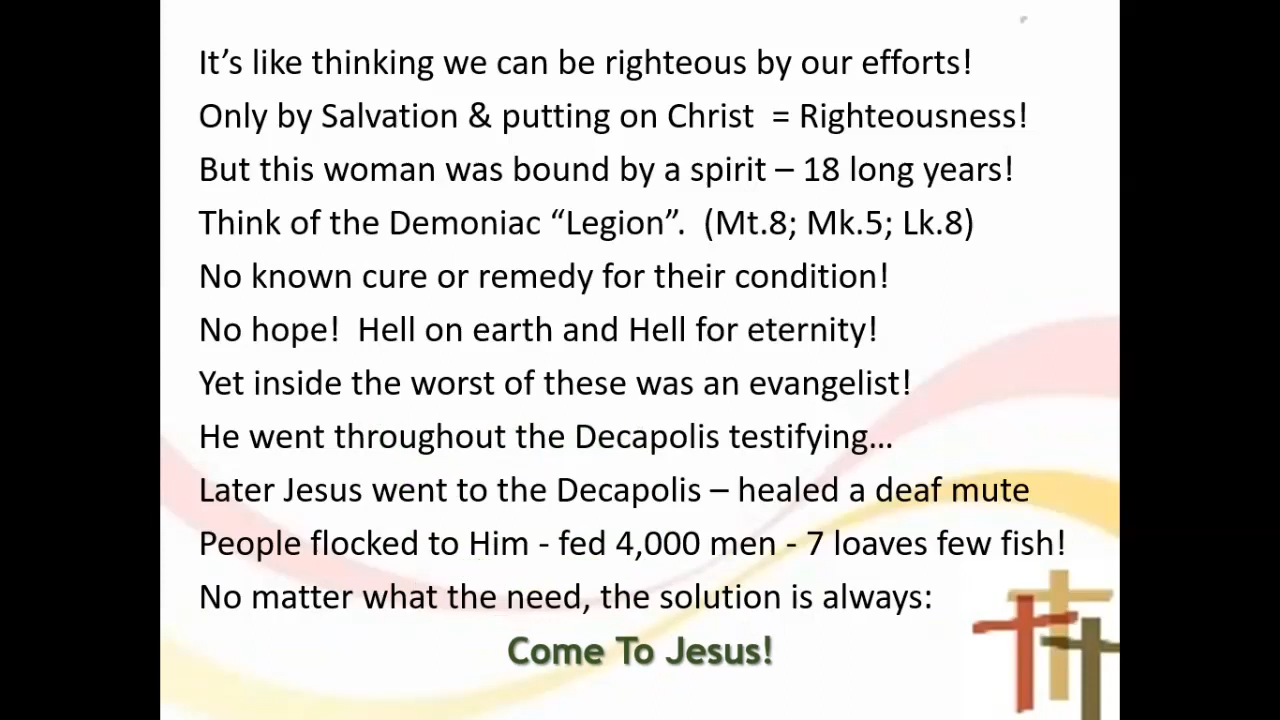 It’s like thinking we can be righteous by our efforts!
Only by Salvation & putting on Christ  = Righteousness!
But this woman was bound by a spirit – 18 long years!
Think of the Demoniac “Legion”.  (Mt.8; Mk.5; Lk.8)
No known cure or remedy for their condition!
No hope!  Hell on earth and Hell for eternity!
Yet inside the worst of these was an evangelist!
He went throughout the Decapolis testifying…
Later Jesus went to the Decapolis – healed a deaf mute
People flocked to Him - fed 4,000 men - 7 loaves few fish!
No matter what the need, the solution is always:
Come To Jesus!